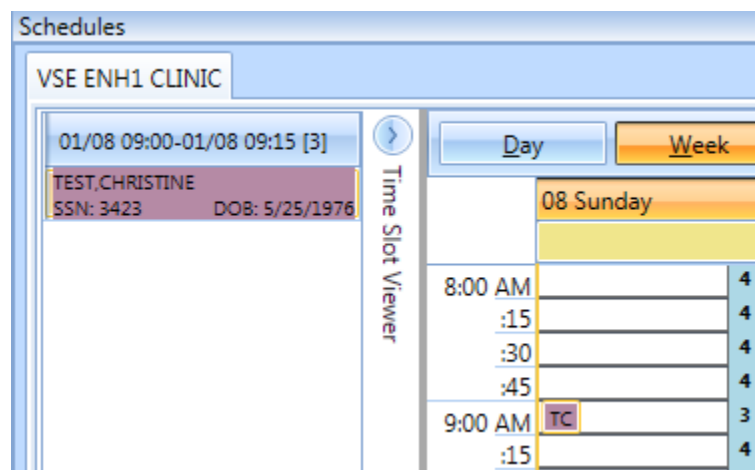 Schedules
VSE ENH1 CLINIC
01/08 09:00-01/08 09:15 [3]
TEST,CHRISTINE
SSN: 3423 DOB: 5/25/1976
Time Slot Viewer
Day Week
08 Sunday
8:00 AM 4
:15 4
:30 4
:45 4
9:00 AM TC 3
:15 4